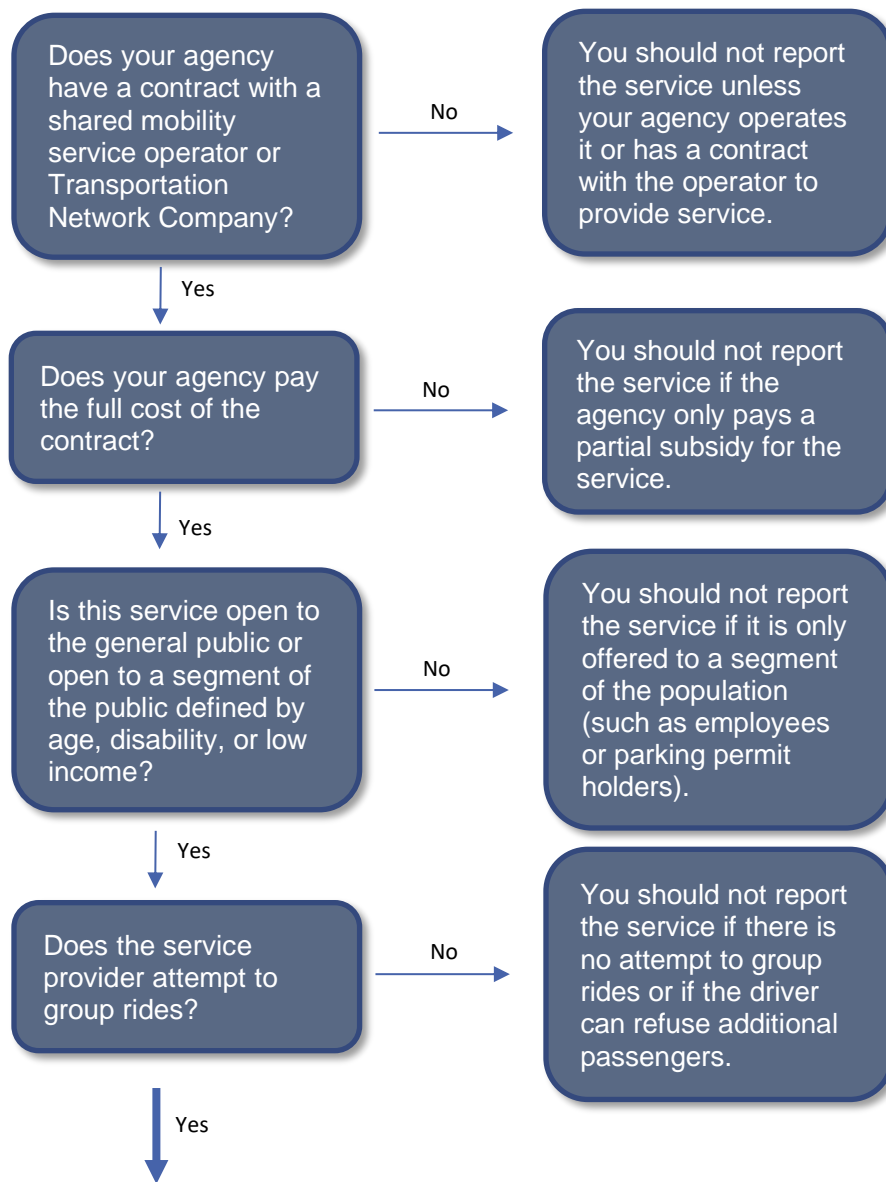 Does your agency
have a contract with a
shared mobility
service operator or
Transportation
Network Company?
No
You should not report
the service unless
your agency operates
it or has a contract
with the operator to
provide service.
Yes
Does your agency pay
the full cost of the
contract?
No
You should not report
the service if the
agency only pays a
partial subsidy for the
service.
Yes
Is this service open to
the general public or
open to a segment of
the public defined by
age, disability, or low
income?
No
You should not report
the service if it is only
offered to a segment
of the population
(such as employees
or parking permit
holders).
Yes
Does the service
provider attempt to
group rides?
No
You should not report
the service if there is
no attempt to group
rides or if the driver
can refuse additional
passengers.
Yes